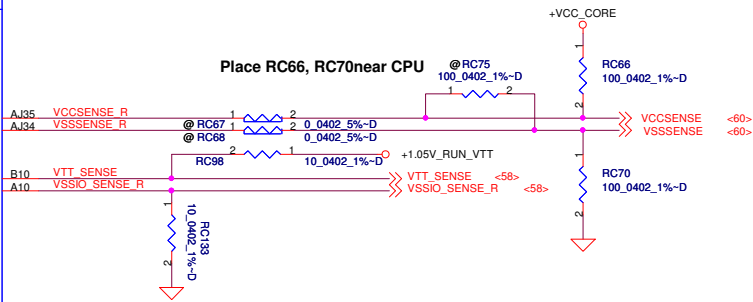 +VCC_CORE
1
Place RC66, RC70near CPU
@ RC75
100_0402_1%~D
1 2
RC66
100_0402_1%~D
2
AJ35 VCCSENSE_R
@ RC67 1 2 0_0402_5%~D
VCCSENSE <60>
AJ34 VSSSENSE_R
@ RC68 1 2 0_0402_5%~D
VSSSENSE <60>
2 1
RC98 10_0402_1%~D
+1.05V_RUN_VTT
1
RC70
100_0402_1%~D
2
B10 VTT_SENSE
VTT_SENSE <58>
A10 VSSIO_SENSE_R
VSSIO_SENSE_R <58>
1
RC133
10_0402_1%~D
2